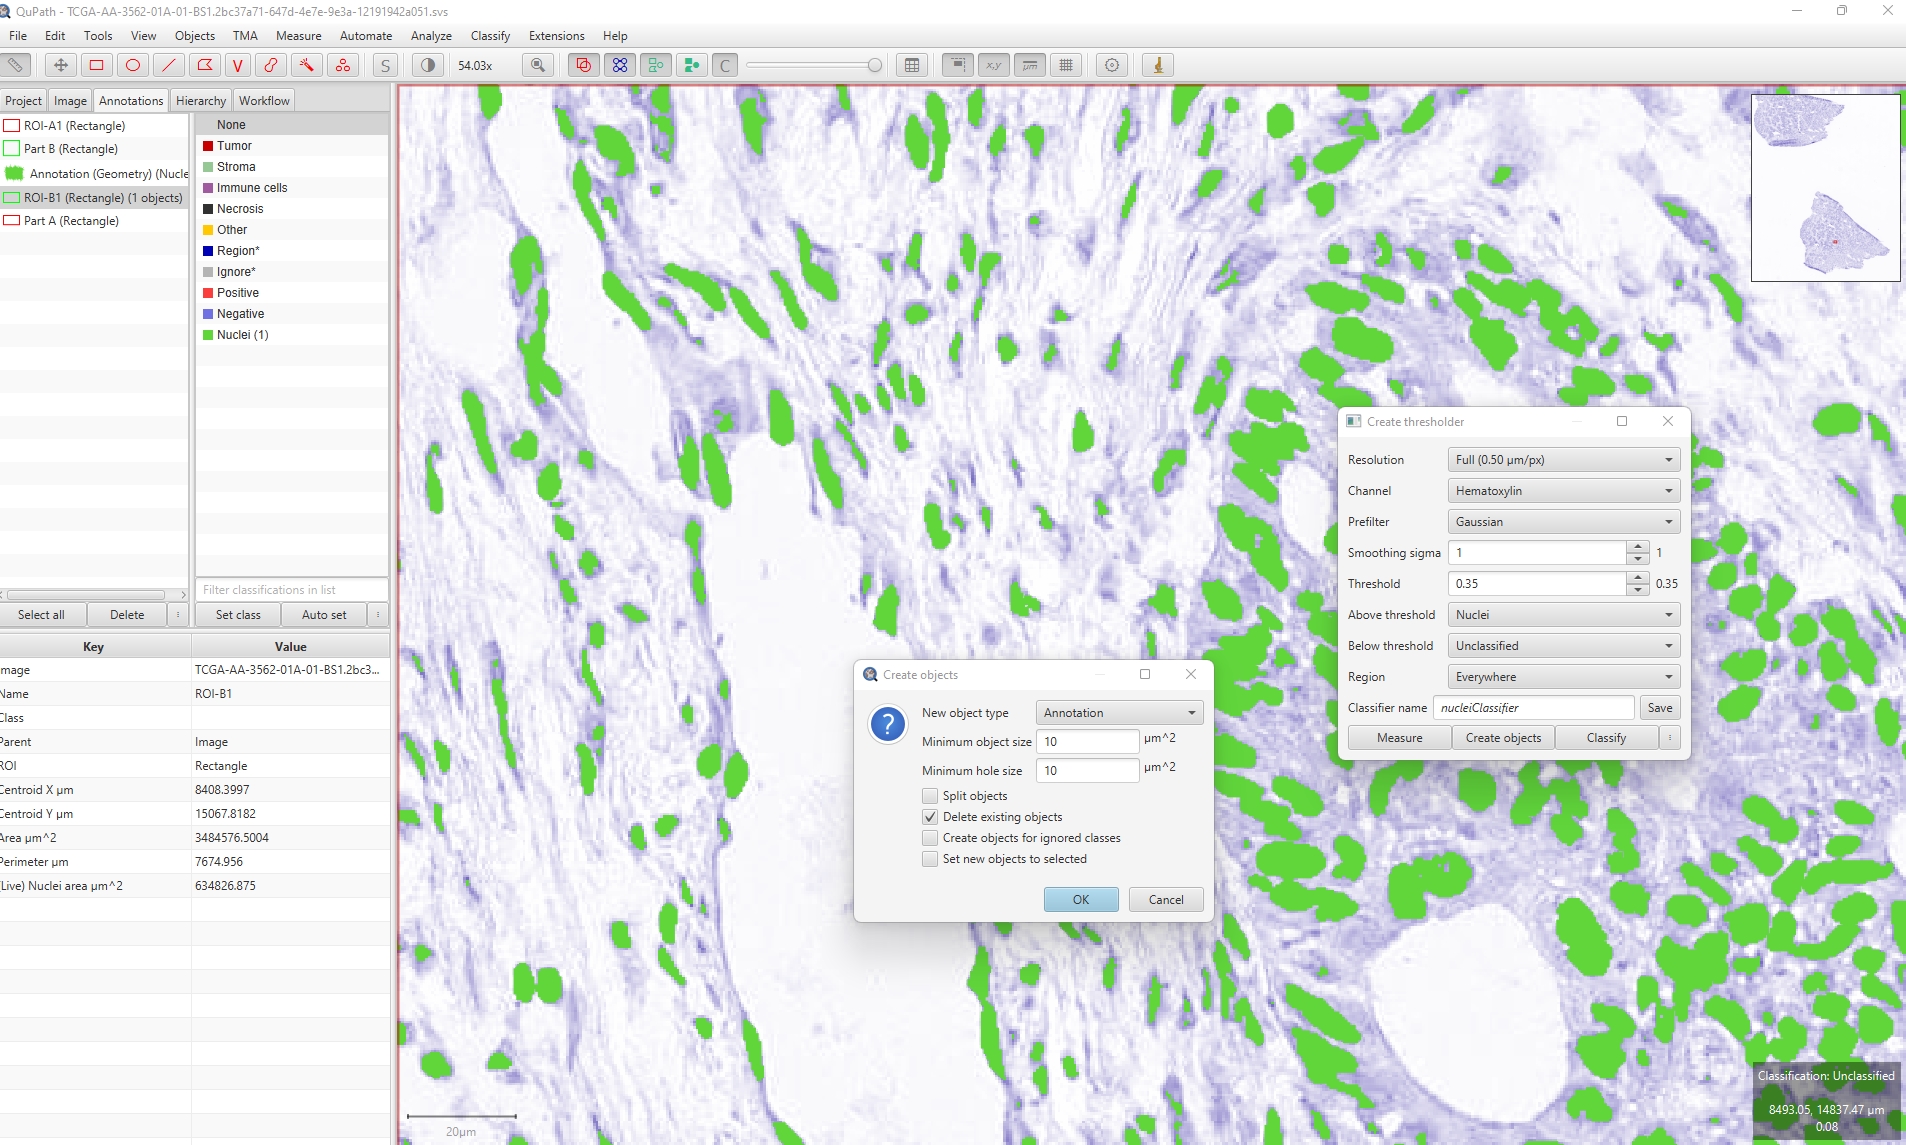 QuPath - TCGA-AA-3562-01A-01-BS1.2bc37a71-647d-4e7e-9e3a-12191942a051.svs
File Edit Tools View Objects TMA Measure Automate Analyze Classify Extensions Help
V S 54.03x C x,y µm
Project Image Annotations Hierarchy Workflow
ROI-A1 (Rectangle)
Part B (Rectangle)
Annotation (Geometry) (Nucle
ROI-B1 (Rectangle) (1 objects)
Part A (Rectangle)
None
Tumor
Stroma
Immune cells
Necrosis
Other
Region*
Ignore*
Positive
Negative
Nuclei (1)
Filter classifications in list
Select all Delete Set class Auto set
Key Value
mage TCGA-AA-3562-01A-01-BS1.2bc3...
Name ROI-B1
Class
Parent Image
ROI Rectangle
Centroid X µm 8408.3997
Centroid Y µm 15067.8182
Area µm^2 3484576.5004
Perimeter µm 7674.956
(Live) Nuclei area µm^2 634826.875
Create thresholder
Resolution Full (0.50 µm/px)
Channel Hematoxylin
Prefilter Gaussian
Smoothing sigma 1 1
Threshold 0.35 0.35
Above threshold Nuclei
Below threshold Unclassified
Region Everywhere
Classifier name nucleiClassifier Save
Measure Create objects Classify
Create objects
New object type Annotation
Minimum object size 10 µm^2
Minimum hole size 10 µm^2
Split objects
Delete existing objects
Create objects for ignored classes
Set new objects to selected
OK Cancel
20µm
Classification: Unclassified
8493.05, 14837.47 µm
0.08